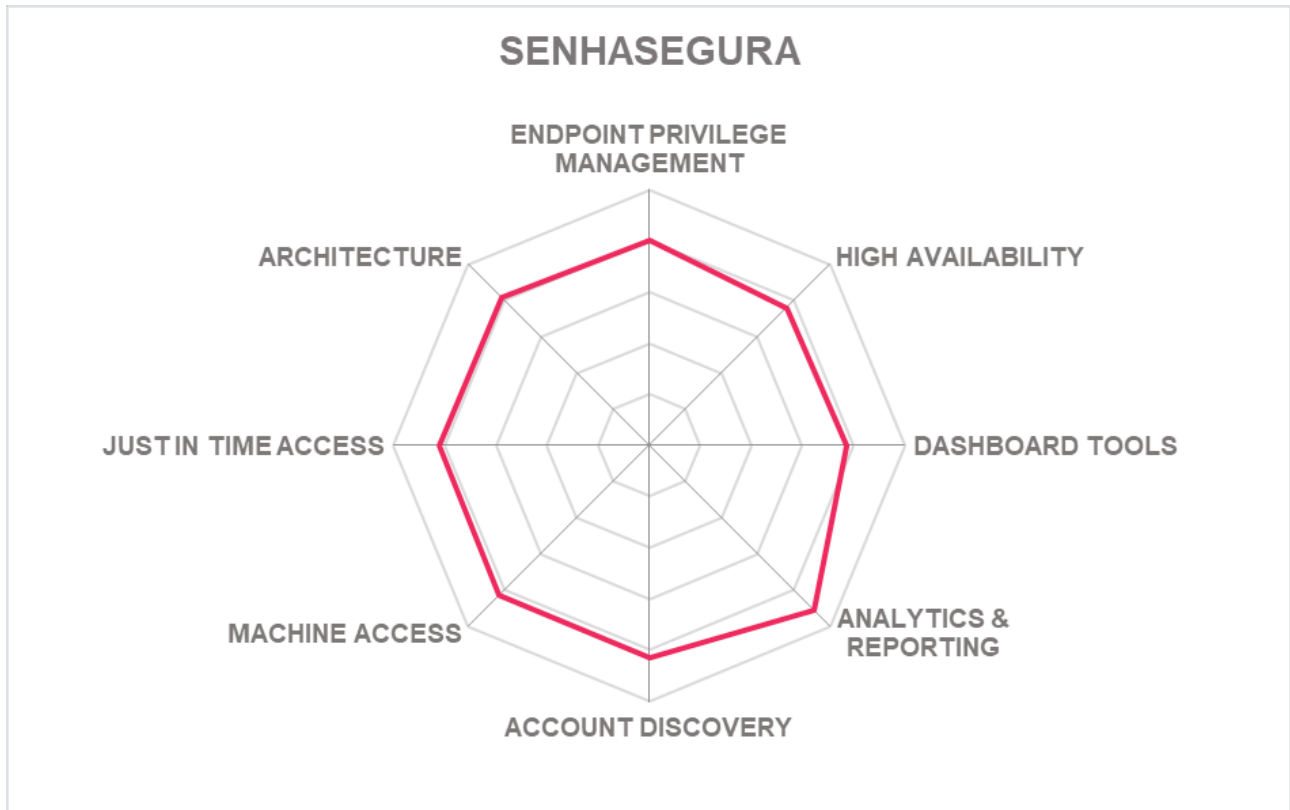 SENHASEGURA
ENDPOINT PRIVILEGE
MANAGEMENT
ARCHITECTURE
HIGH AVAILABILITY
JUST IN TIME ACCESS
DASHBOARD TOOLS
MACHINE ACCESS
ANALYTICS &
REPORTING
ACCOUNT DISCOVERY